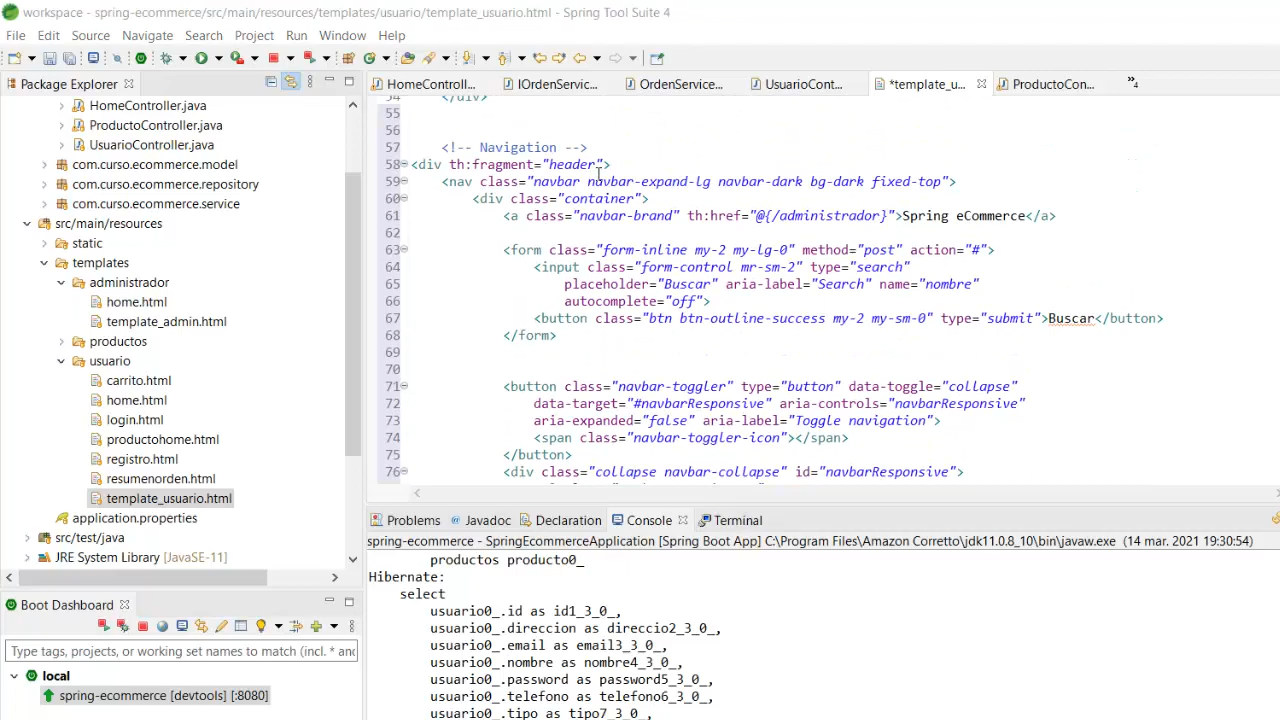 workspace - spring-ecommerce/src/main/resources/templates/usuario/template_usuario.html - Spring Tool Suite 4
File Edit Source Navigate Search Project Run Window Help
Package Explorer
HomeController.java
ProductoController.java
UsuarioController.java
com.curso.ecommerce.model
com.curso.ecommerce.repository
com.curso.ecommerce.service
src/main/resources
static
templates
administrador
home.html
template_admin.html
productos
usuario
carrito.html
home.html
login.html
productohome.html
registro.html
resumenorden.html
template_usuario.html
application.properties
src/test/java
JRE System Library [JavaSE-11]
Boot Dashboard
Type tags, projects, or working set names to match (incl. * and
local
spring-ecommerce [devtools] [:8080]
HomeControll... IOrdenServic... OrdenService... UsuarioCont... *template_u... ProductoCon... »4
54 </div>
55
56
57 <!-- Navigation -->
58 <div th:fragment="header">
59 <nav class="navbar navbar-expand-lg navbar-dark bg-dark fixed-top">
60 <div class="container">
61 <a class="navbar-brand" th:href="@{/administrador}">Spring eCommerce</a>
62
63 <form class="form-inline my-2 my-lg-0" method="post" action="#">
64 <input class="form-control mr-sm-2" type="search"
65 placeholder="Buscar" aria-label="Search" name="nombre"
66 autocomplete="off">
67 <button class="btn btn-outline-success my-2 my-sm-0" type="submit">Buscar</button>
68 </form>
69
70
71 <button class="navbar-toggler" type="button" data-toggle="collapse"
72 data-target="#navbarResponsive" aria-controls="navbarResponsive"
73 aria-expanded="false" aria-label="Toggle navigation">
74 <span class="navbar-toggler-icon"></span>
75 </button>
76 <div class="collapse navbar-collapse" id="navbarResponsive">
Problems @ Javadoc Declaration Console Terminal
spring-ecommerce - SpringEcommerceApplication [Spring Boot App] C:\Program Files\Amazon Corretto\jdk11.0.8_10\bin\javaw.exe (14 mar. 2021 19:30:54)
productos producto0_
Hibernate:
select
usuario0_.id as id1_3_0_,
usuario0_.direccion as direccio2_3_0_,
usuario0_.email as email3_3_0_,
usuario0_.nombre as nombre4_3_0_,
usuario0_.password as password5_3_0_,
usuario0_.telefono as telefono6_3_0_,
usuario0_.tipo as tipo7_3_0_,